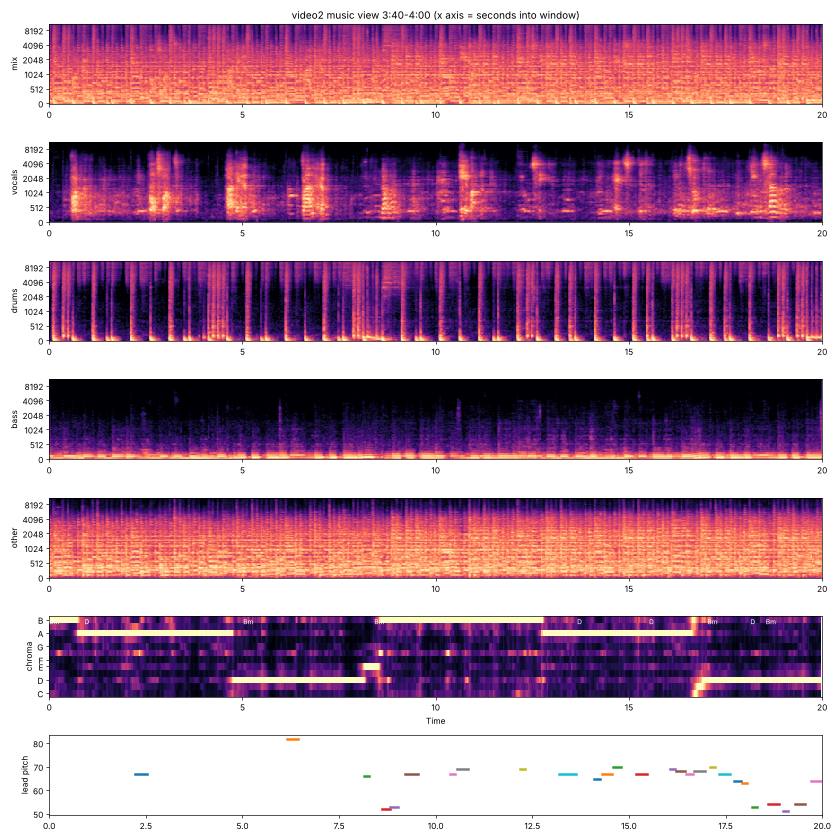 video2 music view 3:40-4:00 (x axis = seconds into window)
mix
8192
4096
2048
1024
512
0
0 5 10 15 20
vocals
8192
4096
2048
1024
512
0
0 5 10 15 20
drums
8192
4096
2048
1024
512
0
0 5 10 15 20
bass
8192
4096
2048
1024
512
0
0 5 10 15 20
other
8192
4096
2048
1024
512
0
0 5 10 15 20
chroma
B
A
G
E
D
C
D Bm Bm D D Bm D Bm
0 5 10 15 20
Time
lead pitch
80
70
60
50
0.0 2.5 5.0 7.5 10.0 12.5 15.0 17.5 20.0